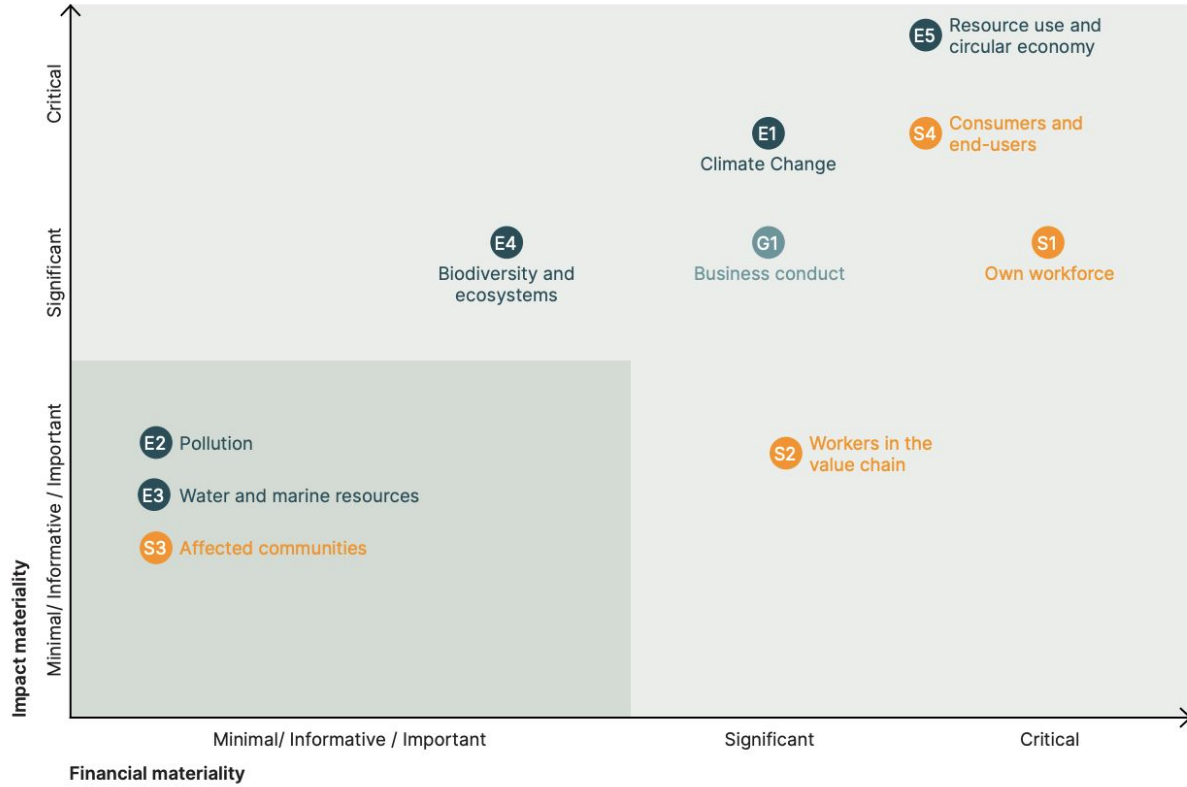 E5 Resource use and
circular economy
Critical
E1
Climate Change
S4 Consumers and
end-users
Significant
E4
Biodiversity and
ecosystems
G1
Business conduct
S1
Own workforce
Minimal/ Informative / Important
E2 Pollution
E3 Water and marine resources
S3 Affected communities
S2 Workers in the
value chain
Impact materiality
Minimal/ Informative / Important
Significant
Critical
Financial materiality